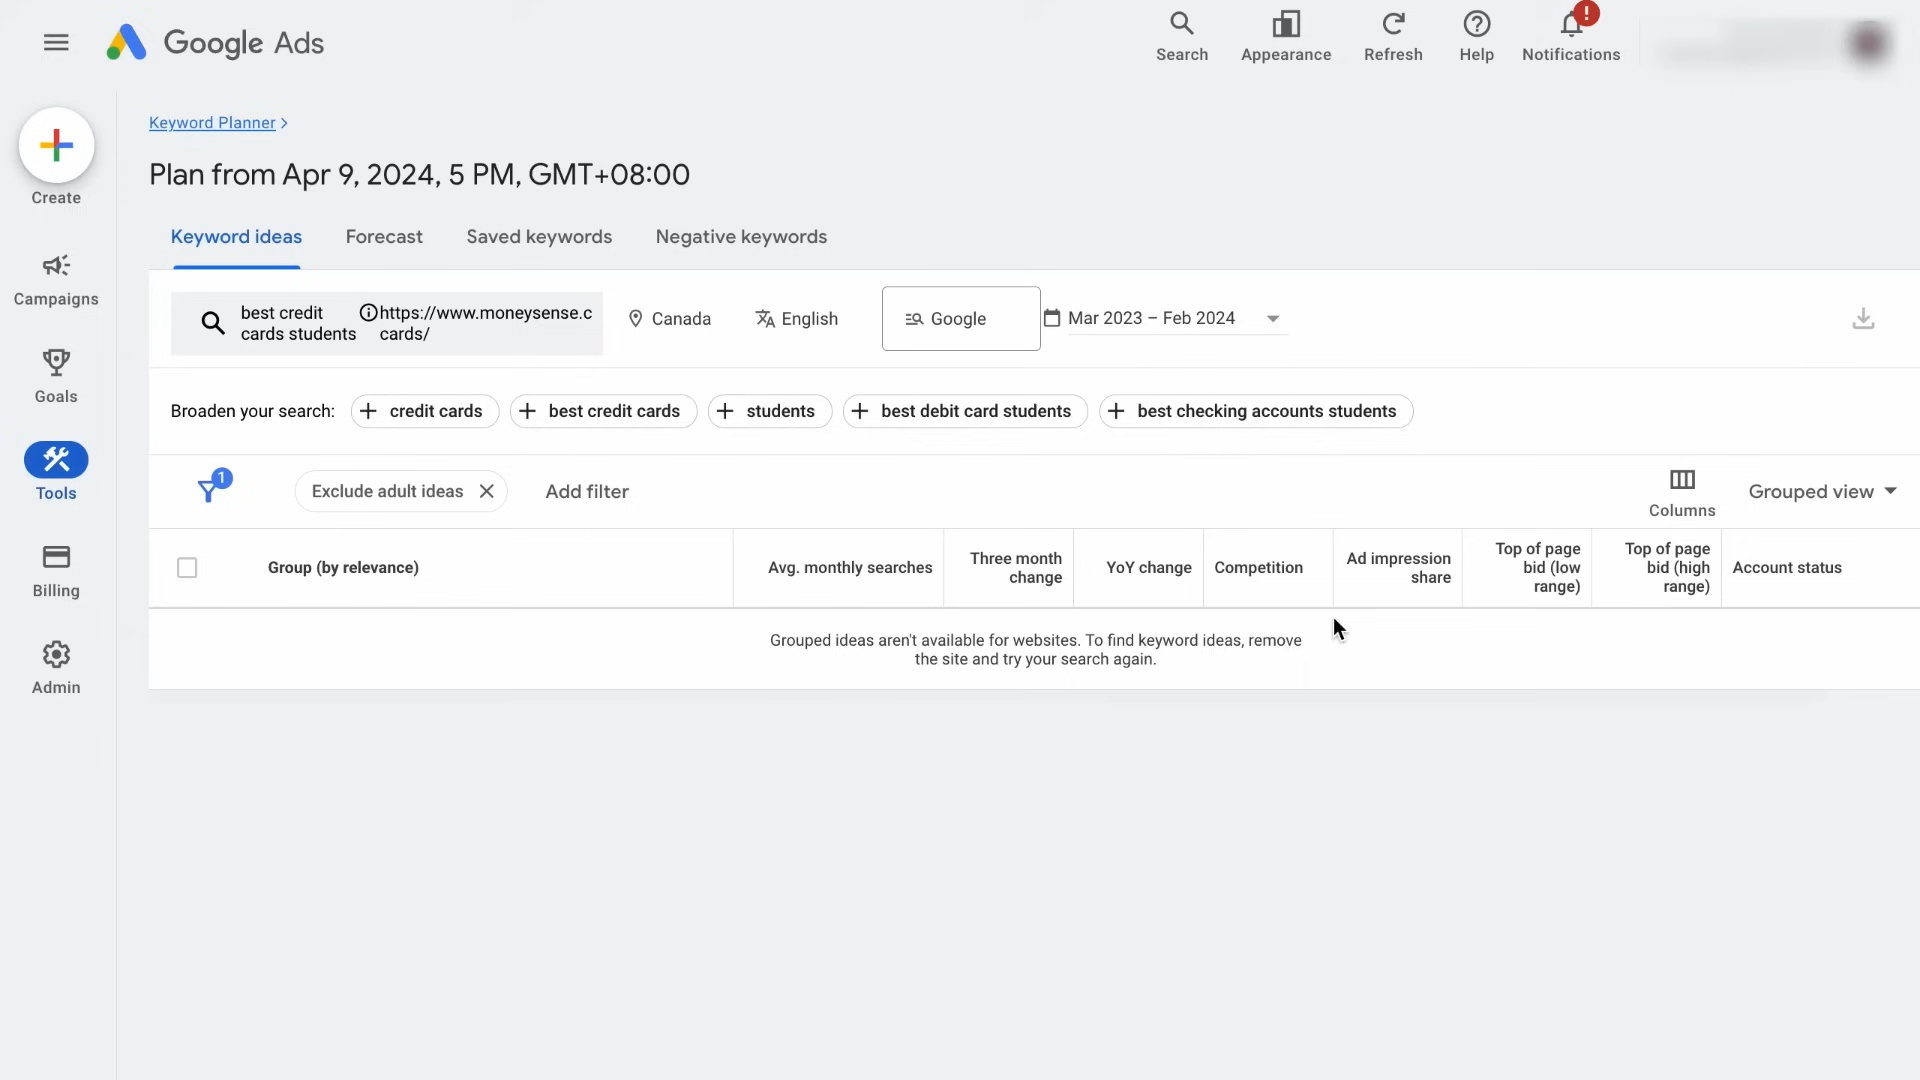 Google Ads
Search
Appearance
Refresh
Help
!
Notifications
Create
Campaigns
Goals
Tools
Billing
Admin
Keyword Planner >
Plan from Apr 9, 2024, 5 PM, GMT+08:00
Keyword ideas
Forecast
Saved keywords
Negative keywords
best credit
cards students
https://www.moneysense.c
cards/
Canada
English
Google
Mar 2023 – Feb 2024
Broaden your search:
+ credit cards
+ best credit cards
+ students
+ best debit card students
+ best checking accounts students
1
Exclude adult ideas
Add filter
Columns
Grouped view
Group (by relevance)
Avg. monthly searches
Three month
change
YoY change
Competition
Ad impression
share
Top of page
bid (low
range)
Top of page
bid (high
range)
Account status
Grouped ideas aren't available for websites. To find keyword ideas, remove
the site and try your search again.